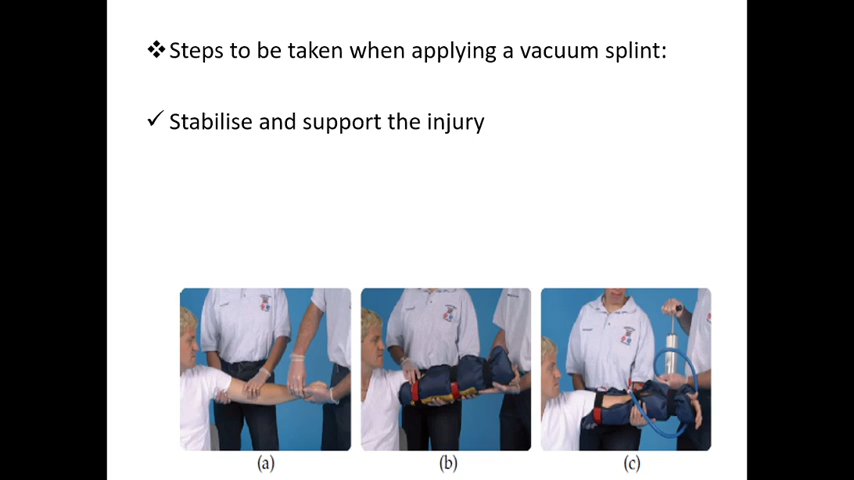 ❖Steps to be taken when applying a vacuum splint:
✓ Stabilise and support the injury
(a) (b) (c)